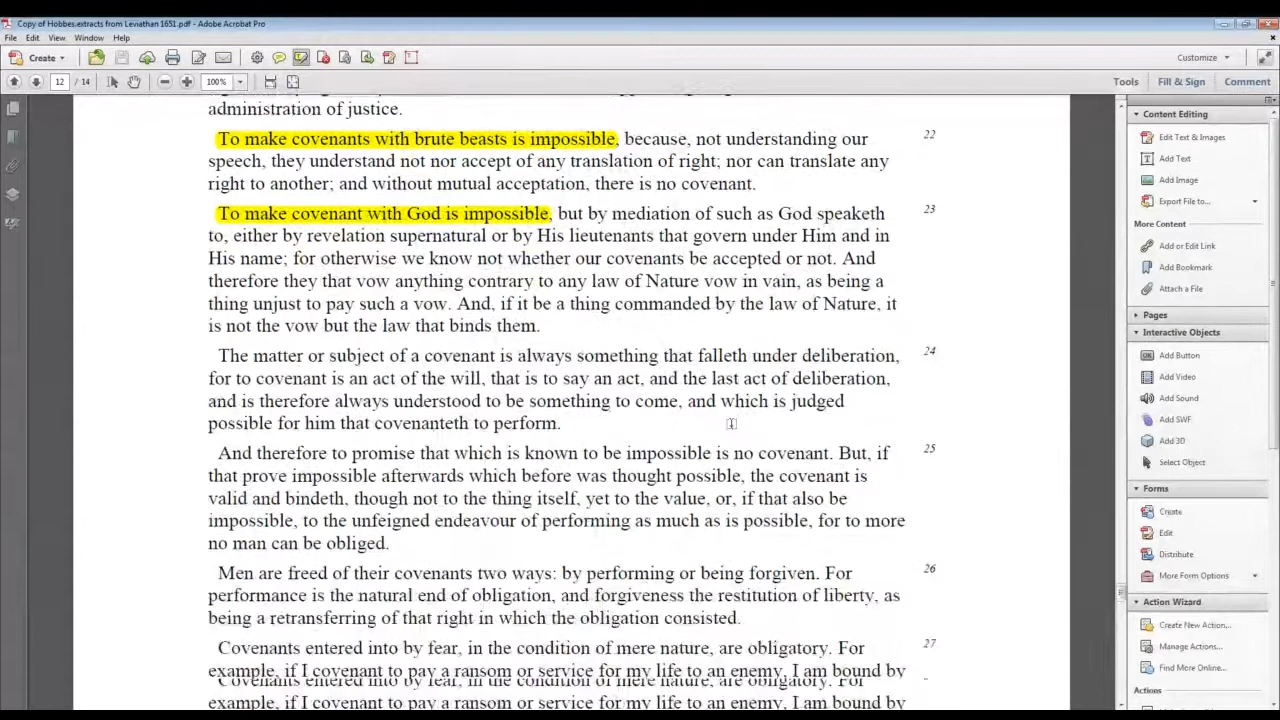 Copy of Hobbes.extracts from Leviathan 1651.pdf - Adobe Acrobat Pro
File Edit View Window Help
Create
Customize
12 / 14
100%
Tools Fill & Sign Comment
administration of justice.
To make covenants with brute beasts is impossible, because, not understanding our 22
speech, they understand not nor accept of any translation of right; nor can translate any
right to another; and without mutual acceptation, there is no covenant.
To make covenant with God is impossible, but by mediation of such as God speaketh 23
to, either by revelation supernatural or by His lieutenants that govern under Him and in
His name; for otherwise we know not whether our covenants be accepted or not. And
therefore they that vow anything contrary to any law of Nature vow in vain, as being a
thing unjust to pay such a vow. And, if it be a thing commanded by the law of Nature, it
is not the vow but the law that binds them.
The matter or subject of a covenant is always something that falleth under deliberation, 24
for to covenant is an act of the will, that is to say an act, and the last act of deliberation,
and is therefore always understood to be something to come, and which is judged
possible for him that covenanteth to perform.
And therefore to promise that which is known to be impossible is no covenant. But, if 25
that prove impossible afterwards which before was thought possible, the covenant is
valid and bindeth, though not to the thing itself, yet to the value, or, if that also be
impossible, to the unfeigned endeavour of performing as much as is possible, for to more
no man can be obliged.
Men are freed of their covenants two ways: by performing or being forgiven. For 26
performance is the natural end of obligation, and forgiveness the restitution of liberty, as
being a retransferring of that right in which the obligation consisted.
Covenants entered into by fear, in the condition of mere nature, are obligatory. For 27
example, if I covenant to pay a ransom or service for my life to an enemy, I am bound by
Covenants entered into by fear, in the condition of mere nature, are obligatory. For
example, if I covenant to pay a ransom or service for my life to an enemy, I am bound by
Content Editing
Edit Text & Images
Add Text
Add Image
Export File to...
More Content
Add or Edit Link
Add Bookmark
Attach a File
Pages
Interactive Objects
Add Button
Add Video
Add Sound
Add SWF
Add 3D
Select Object
Forms
Create
Edit
Distribute
More Form Options
Action Wizard
Create New Action...
Manage Actions...
Find More Online...
Actions